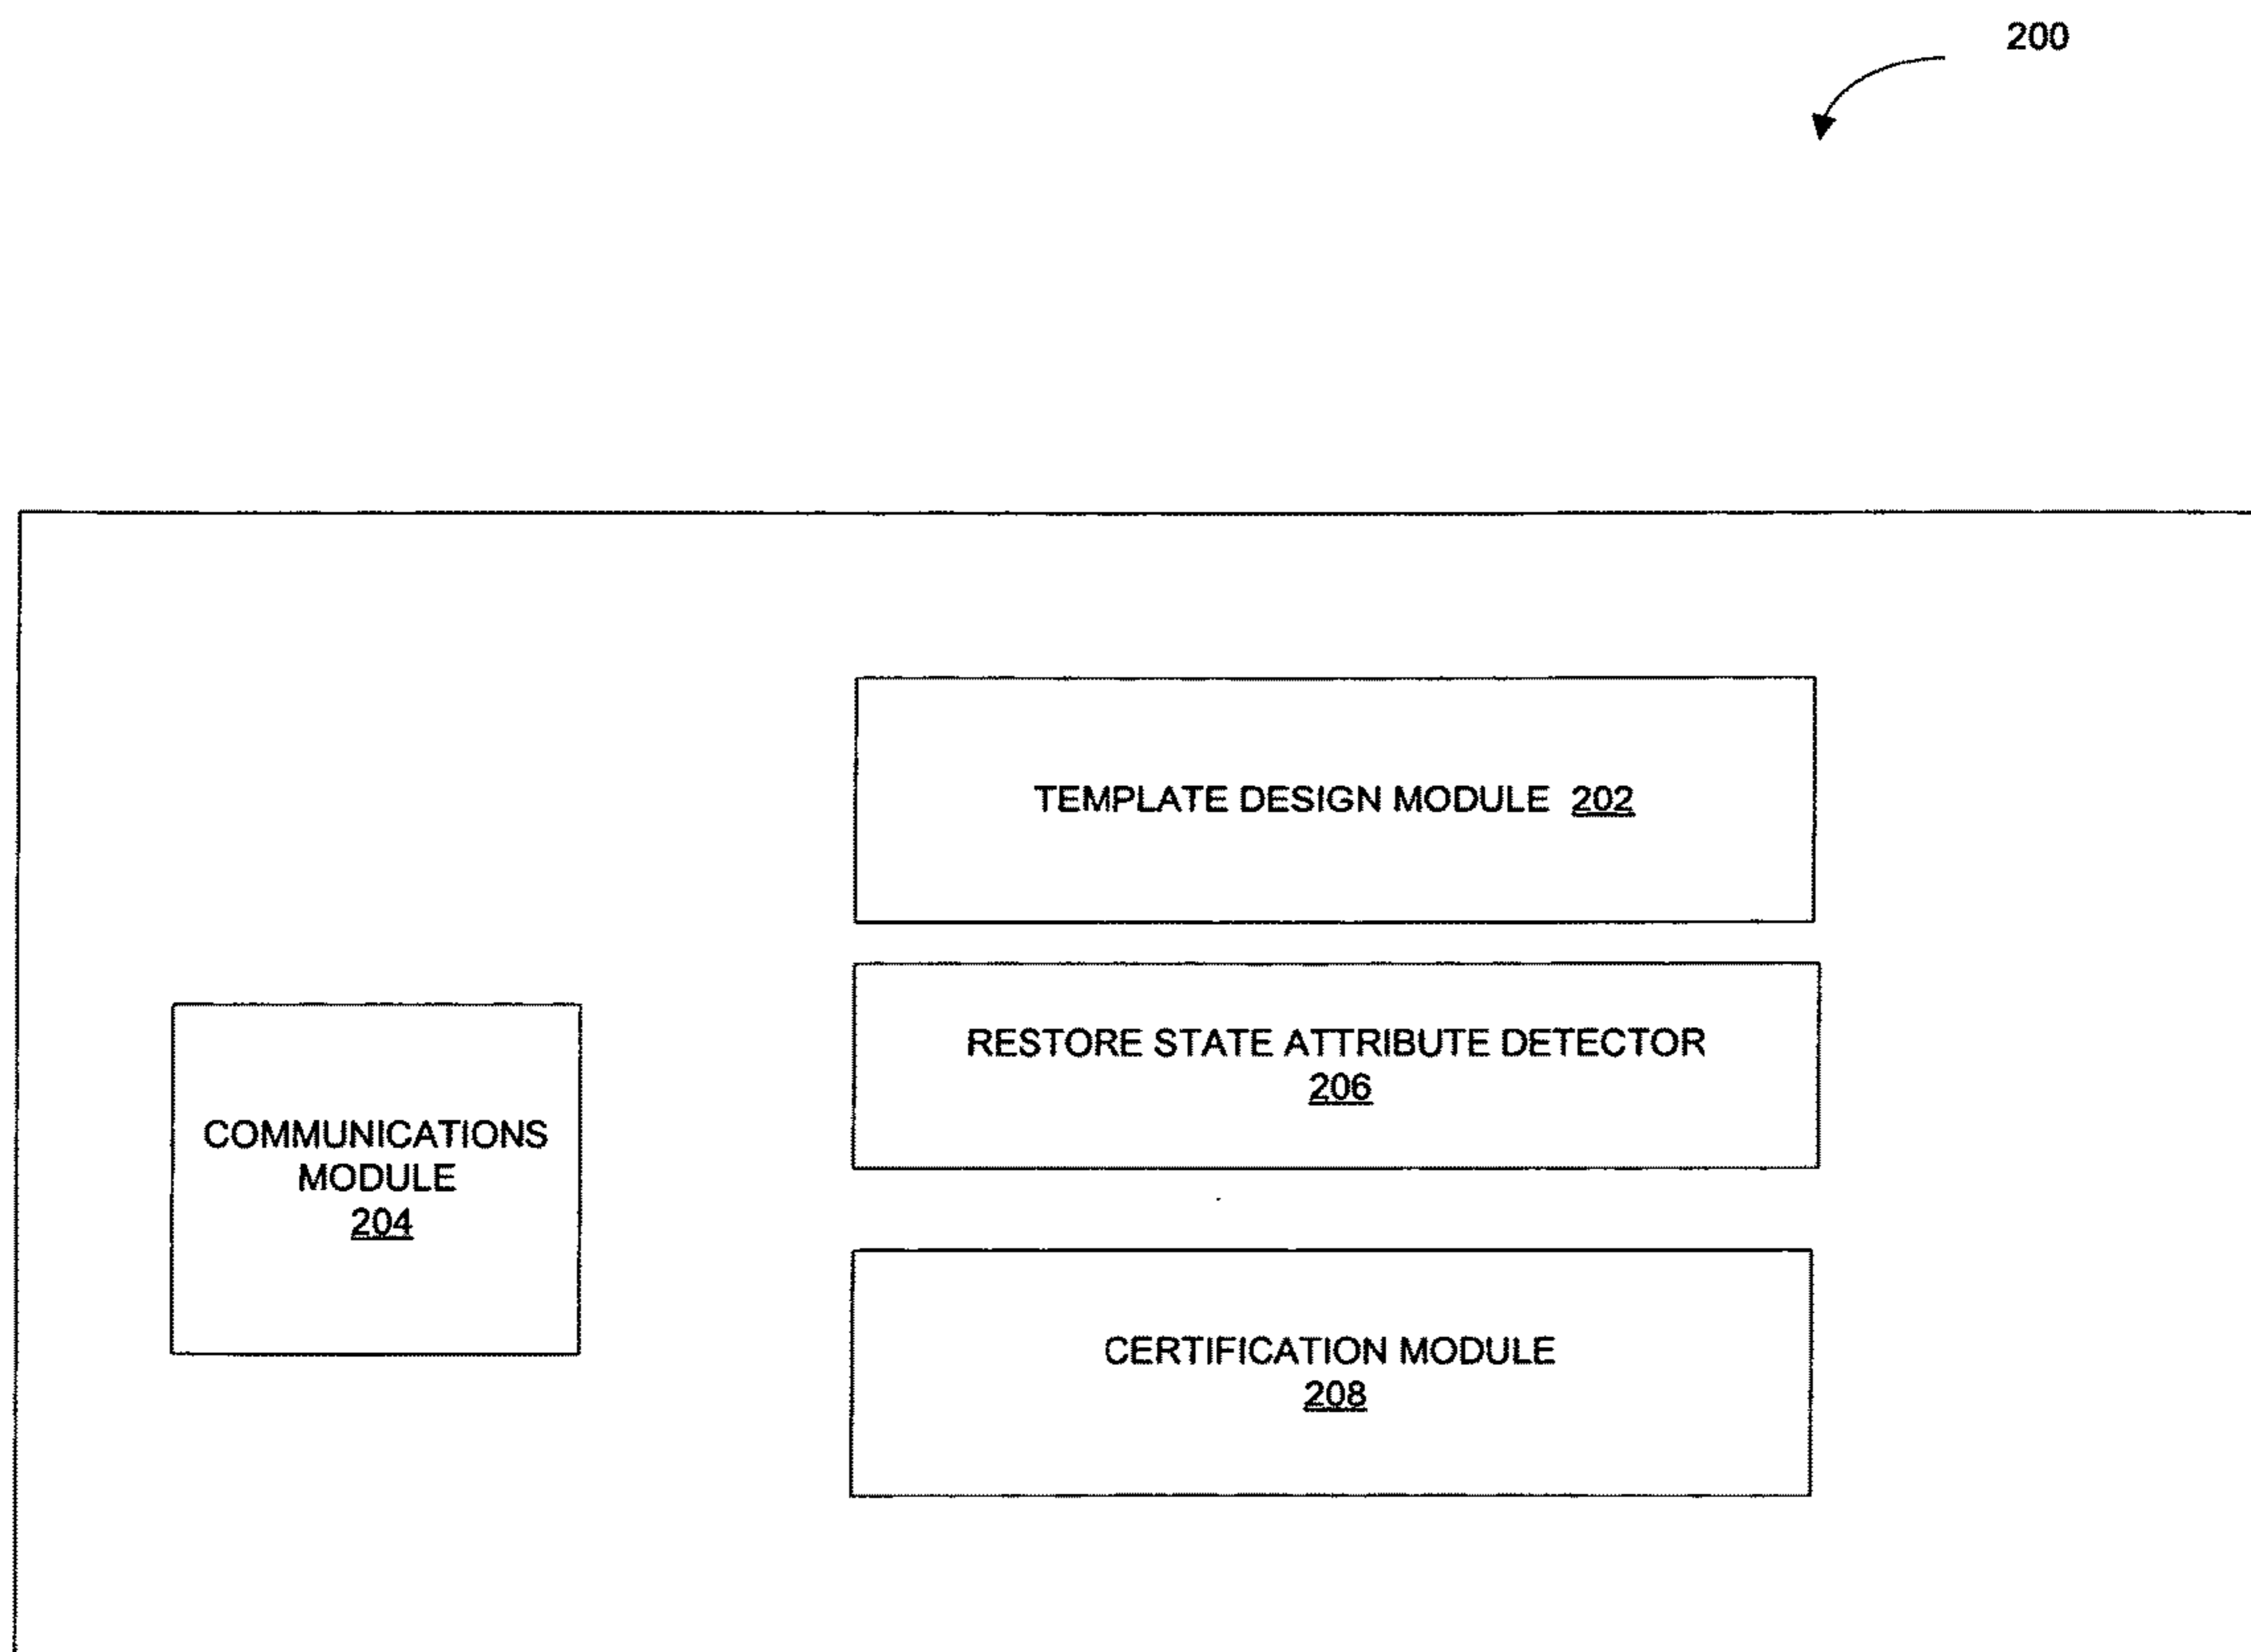 200
TEMPLATE DESIGN MODULE 202
RESTORE STATE ATTRIBUTE DETECTOR
206
COMMUNICATIONS
MODULE
204
CERTIFICATION MODULE
208